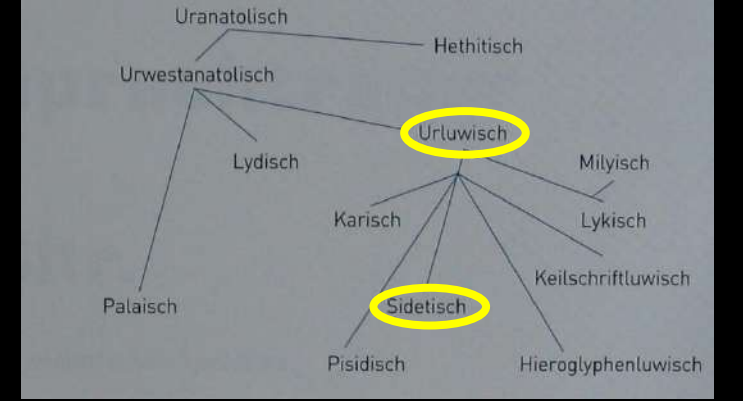 Uranatolisch
Hethitisch
Urwestanatolisch
Urluwisch
Lydisch
Milyisch
Karisch
Lykisch
Keilschriftluwisch
Palaisch
Sidetisch
Pisidisch
Hieroglyphenluwisch